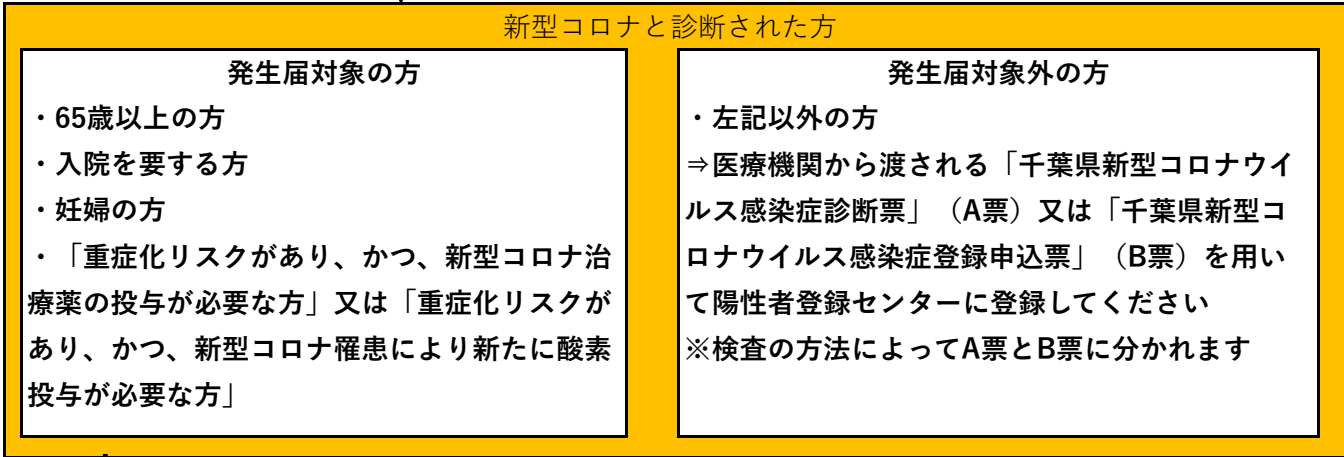 新型コロナと診断された方
発生届対象の方
・65歳以上の方
・入院を要する方
・妊婦の方
・「重症化リスクがあり、かつ、新型コロナ治
療薬の投与が必要な方」又は「重症化リスクが
あり、かつ、新型コロナ罹患により新たに酸素
投与が必要な方」
発生届対象外の方
・左記以外の方
⇒医療機関から渡される「千葉県新型コロナウイ
ルス感染症診断票」（A票）又は「千葉県新型コ
ロナウイルス感染症登録申込票」（B票）を用い
て陽性者登録センターに登録してください
※検査の方法によってA票とB票に分かれます